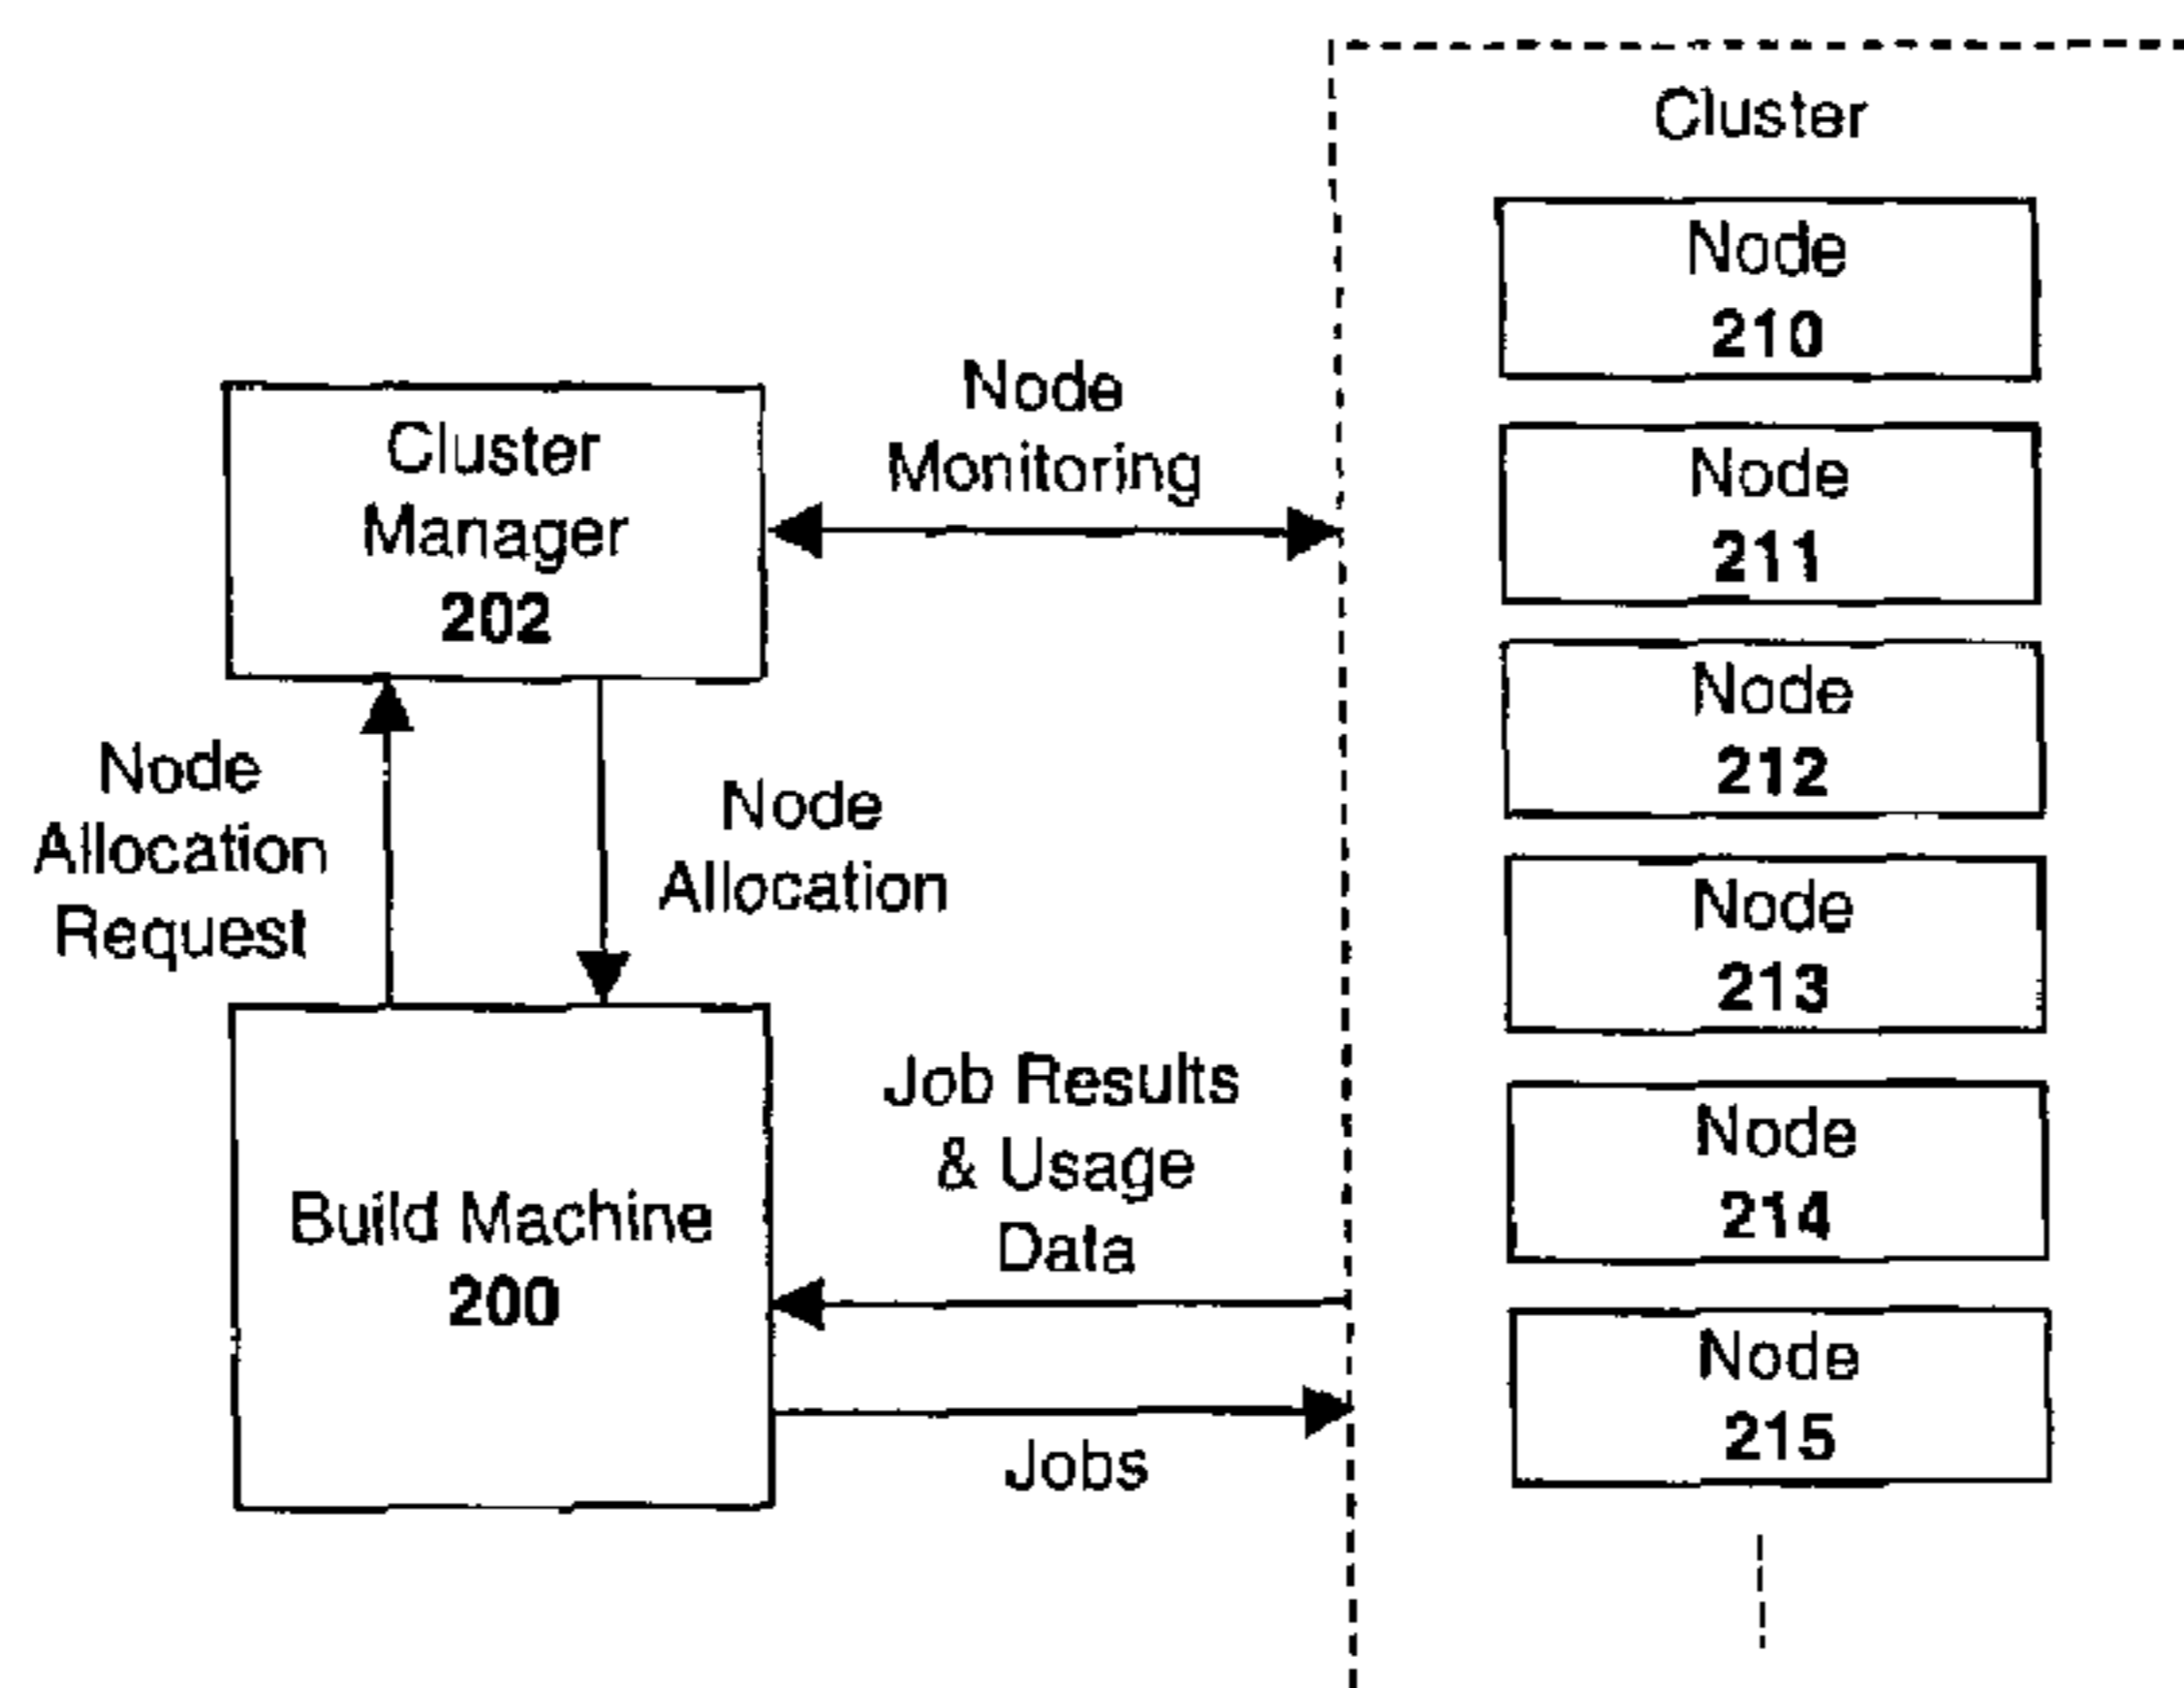 Cluster
Node
210
Node
211
Node
212
Node
213
Node
214
Node
215
Cluster
Manager
202
Node
Monitoring
Node
Allocation
Request
Node
Allocation
Build Machine
200
Job Results
& Usage
Data
Jobs